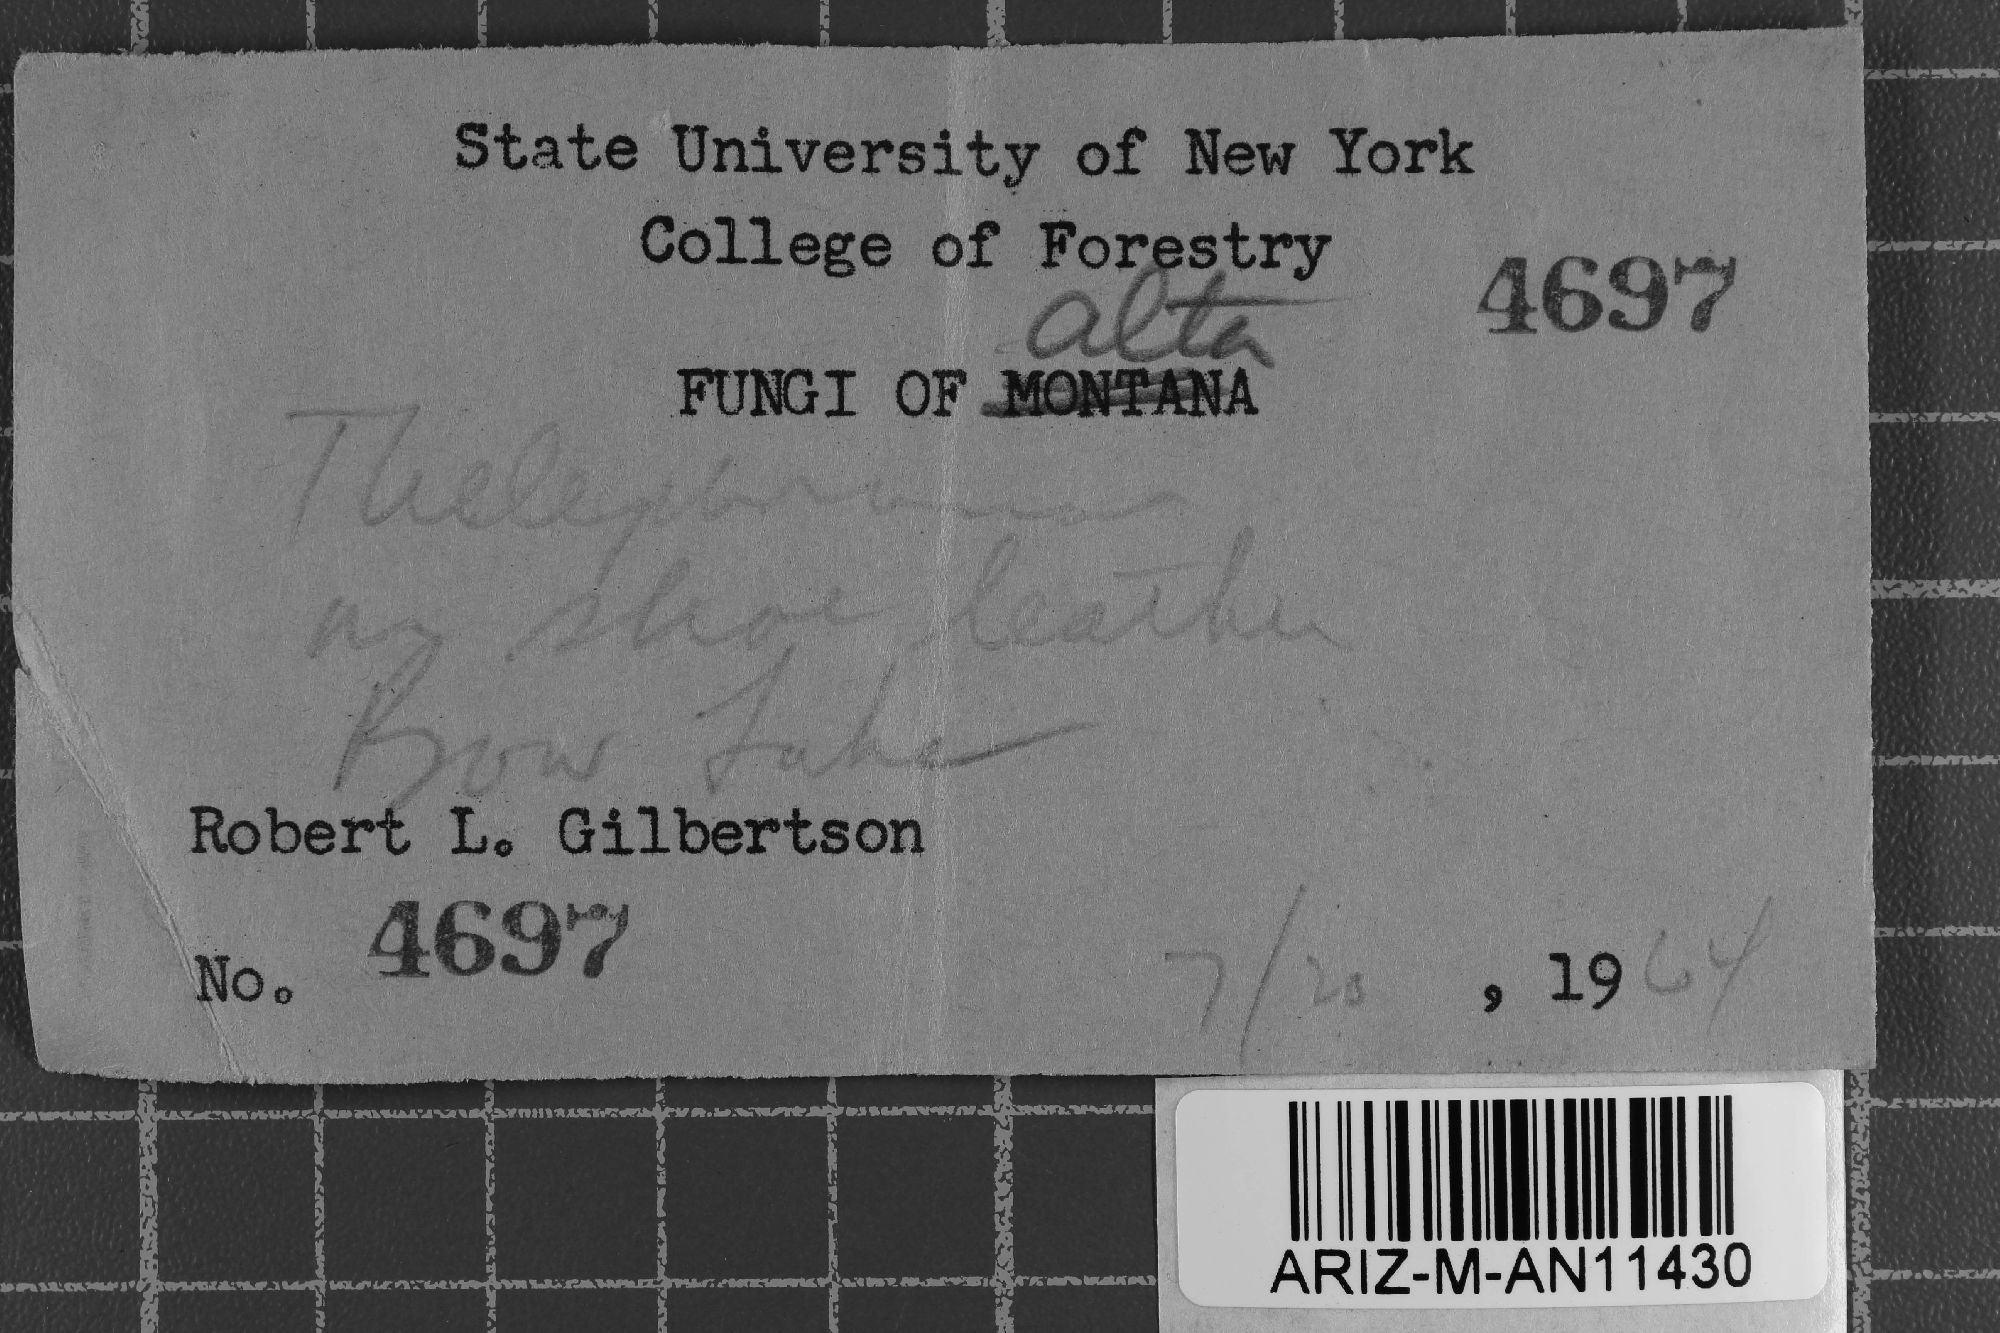 State University of New York
College of Forestry
4697
alta
FUNGI OF MONTANA
on shoe leather
Bow Lake
Robert L. Gilbertson
No. 4697
7/20, 1964
ARIZ-M-AN11430